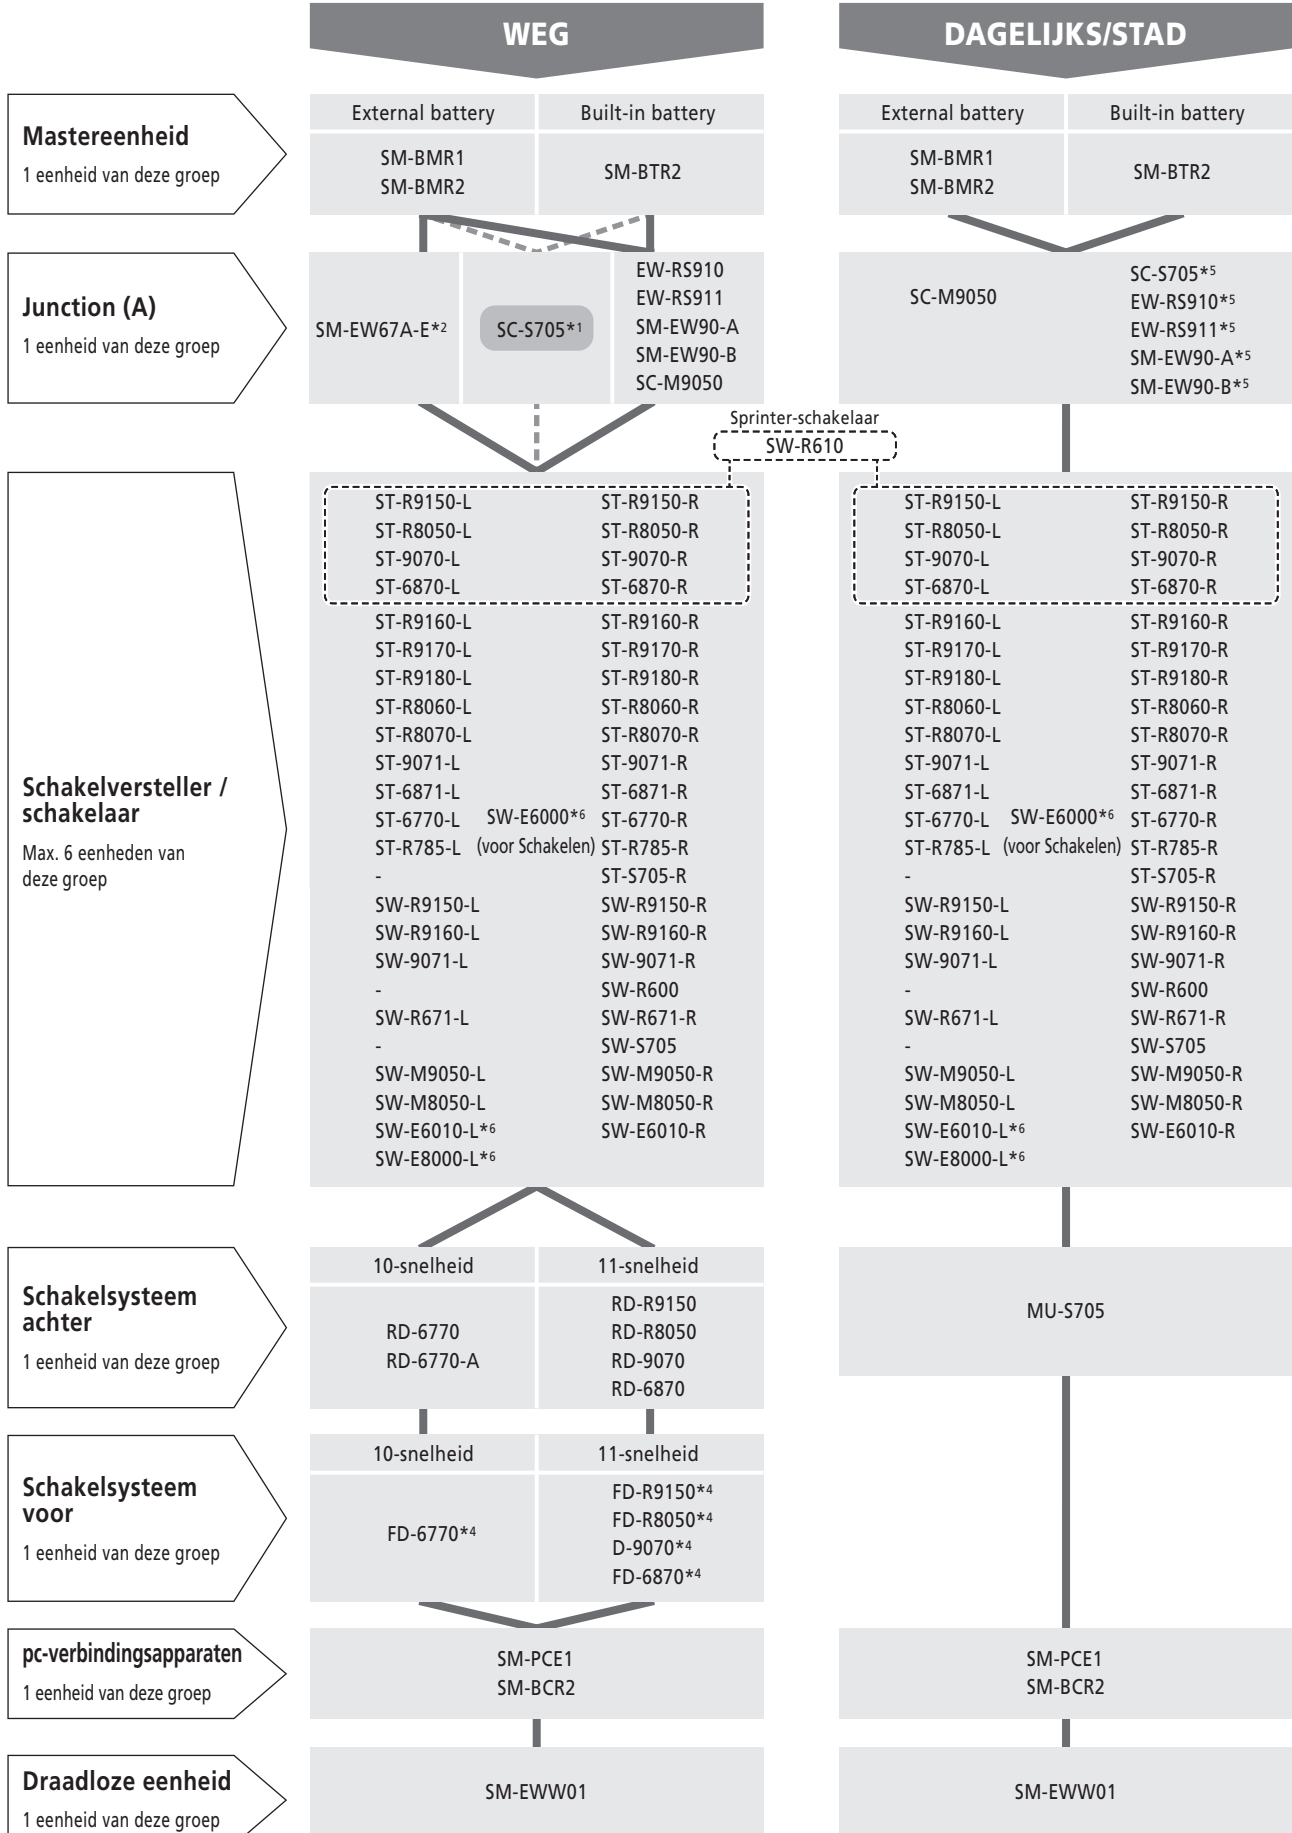 WEG
DAGELIJKS/STAD
Mastereenheid
1 eenheid van deze groep
External battery
Built-in battery
SM-BMR1
SM-BMR2
SM-BTR2
External battery
Built-in battery
SM-BMR1
SM-BMR2
SM-BTR2
Junction (A)
1 eenheid van deze groep
SM-EW67A-E*2
SC-S705*1
EW-RS910
EW-RS911
SM-EW90-A
SM-EW90-B
SC-M9050
SC-M9050
SC-S705*5
EW-RS910*5
EW-RS911*5
SM-EW90-A*5
SM-EW90-B*5
Sprinter-schakelaar
SW-R610
Schakelversteller /
schakelaar
Max. 6 eenheden van
deze groep
ST-R9150-L
ST-R8050-L
ST-9070-L
ST-6870-L
ST-R9160-L
ST-R9170-L
ST-R9180-L
ST-R8060-L
ST-R8070-L
ST-9071-L
ST-6871-L
ST-6770-L
ST-R785-L
-
SW-R9150-L
SW-R9160-L
SW-9071-L
-
SW-R671-L
-
SW-M9050-L
SW-M8050-L
SW-E6010-L*6
SW-E8000-L*6
SW-E6000*6
(voor Schakelen)
ST-R9150-R
ST-R8050-R
ST-9070-R
ST-6870-R
ST-R9160-R
ST-R9170-R
ST-R9180-R
ST-R8060-R
ST-R8070-R
ST-9071-R
ST-6871-R
ST-6770-R
ST-R785-R
ST-S705-R
SW-R9150-R
SW-R9160-R
SW-9071-R
SW-R600
SW-R671-R
SW-S705
SW-M9050-R
SW-M8050-R
SW-E6010-R
ST-R9150-L
ST-R8050-L
ST-9070-L
ST-6870-L
ST-R9160-L
ST-R9170-L
ST-R9180-L
ST-R8060-L
ST-R8070-L
ST-9071-L
ST-6871-L
ST-6770-L
ST-R785-L
-
SW-R9150-L
SW-R9160-L
SW-9071-L
-
SW-R671-L
-
SW-M9050-L
SW-M8050-L
SW-E6010-L*6
SW-E8000-L*6
SW-E6000*6
(voor Schakelen)
ST-R9150-R
ST-R8050-R
ST-9070-R
ST-6870-R
ST-R9160-R
ST-R9170-R
ST-R9180-R
ST-R8060-R
ST-R8070-R
ST-9071-R
ST-6871-R
ST-6770-R
ST-R785-R
ST-S705-R
SW-R9150-R
SW-R9160-R
SW-9071-R
SW-R600
SW-R671-R
SW-S705
SW-M9050-R
SW-M8050-R
SW-E6010-R
Schakelsysteem
achter
1 eenheid van deze groep
10-snelheid
11-snelheid
RD-6770
RD-6770-A
RD-R9150
RD-R8050
RD-9070
RD-6870
MU-S705
Schakelsysteem
voor
1 eenheid van deze groep
10-snelheid
11-snelheid
FD-6770*4
FD-R9150*4
FD-R8050*4
D-9070*4
FD-6870*4
pc-verbindingsapparaten
1 eenheid van deze groep
SM-PCE1
SM-BCR2
SM-PCE1
SM-BCR2
Draadloze eenheid
1 eenheid van deze groep
SM-EWW01
SM-EWW01